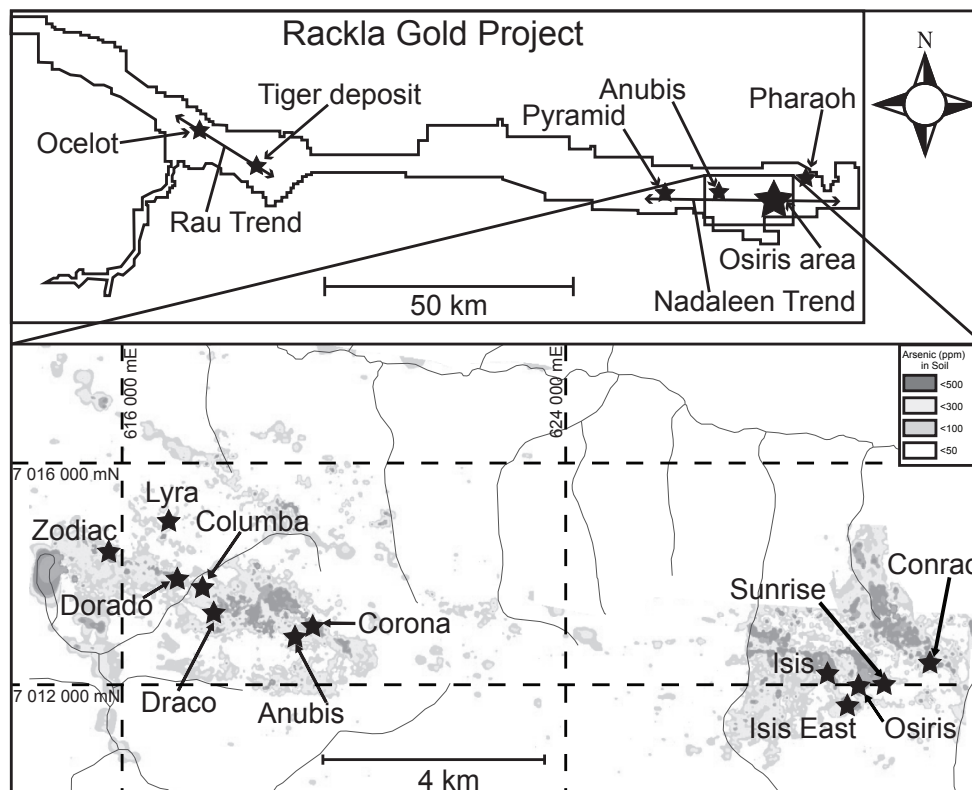 Rackla Gold Project
N
Tiger deposit
Anubis
Pharaoh
Pyramid
Ocelot
Rau Trend
Osiris area
50 km
Nadaleen Trend
Arsenic (ppm)
in Soil
<500
<300
<100
<50
616 000 mE
624 000 mE
7 016 000 mN
Lyra
Columba
Zodiac
Dorado
Corona
Conrad
Sunrise
Isis
7 012 000 mN
Draco
Anubis
Isis East
Osiris
4 km